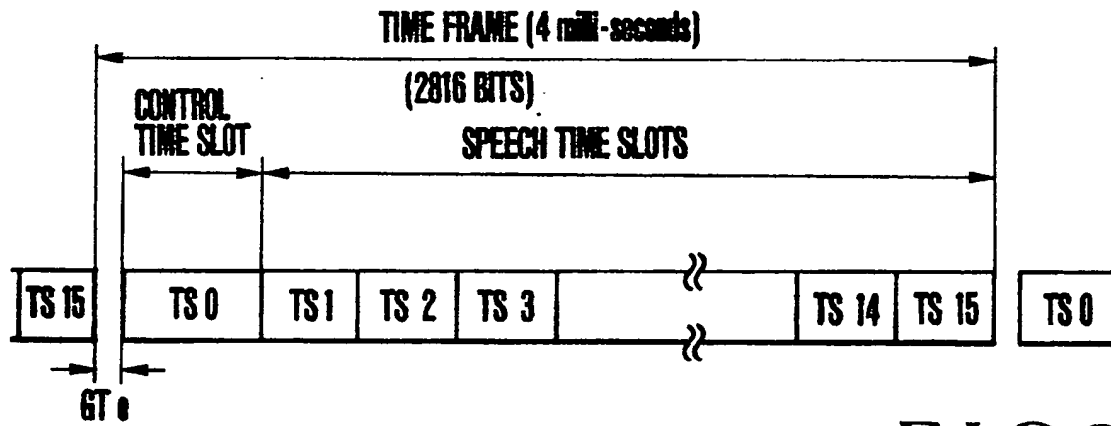 TIME FRAME (4 milli-seconds)
(2816 BITS)
CONTROL
TIME SLOT
SPEECH TIME SLOTS
TS 15
TS 0
TS 1
TS 2
TS 3
TS 14
TS 15
TS 0
GT e